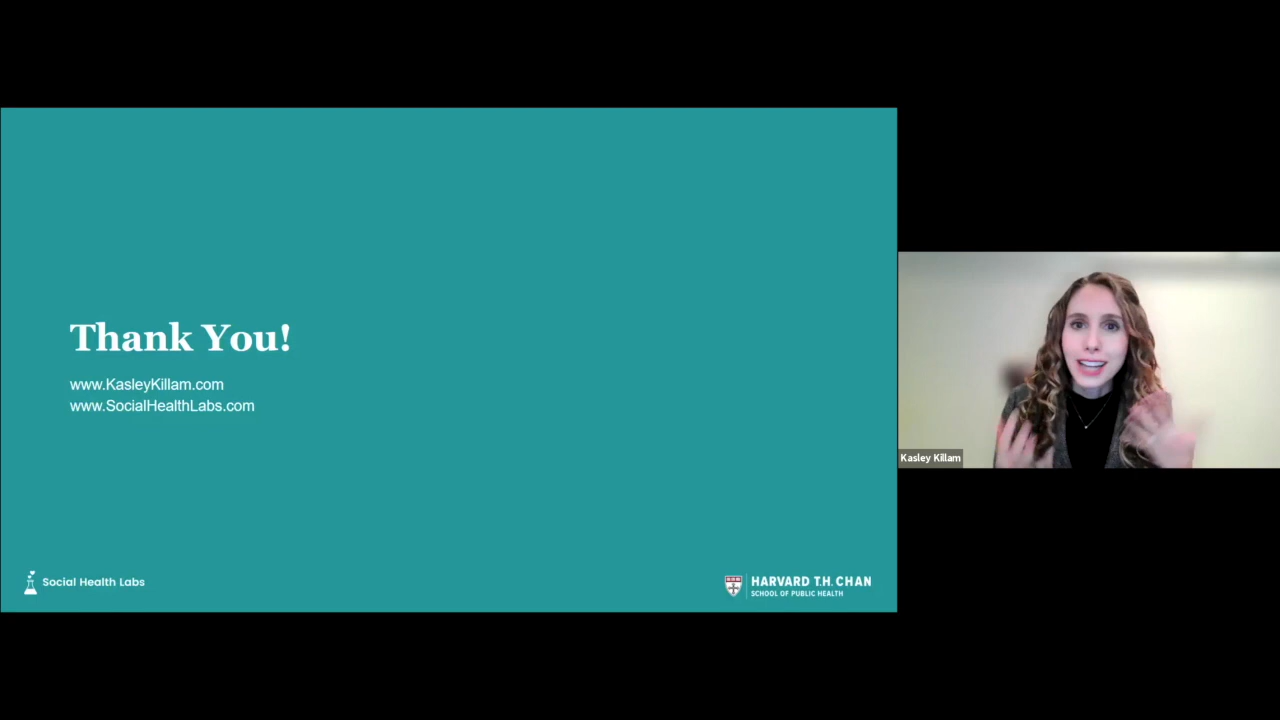 Thank You!
www.KasleyKillam.com
www.SocialHealthLabs.com
Kasley Killam
Social Health Labs
HARVARD T.H. CHAN
SCHOOL OF PUBLIC HEALTH